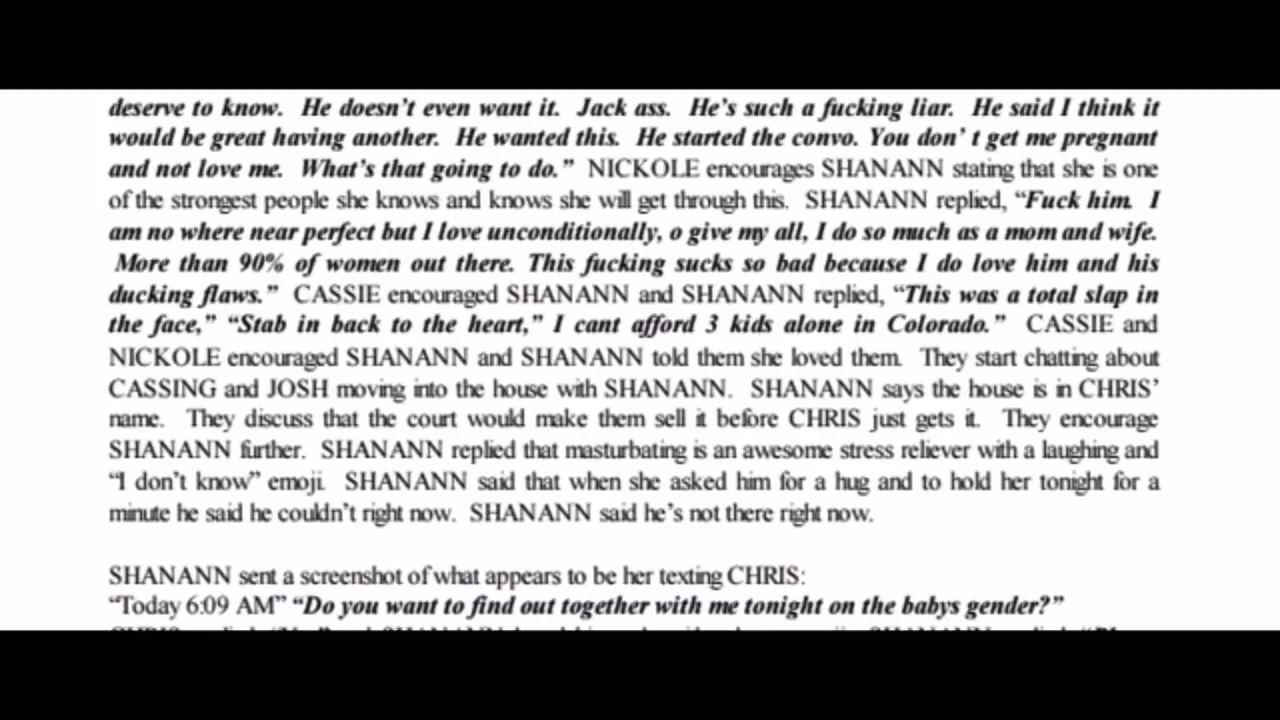 deserve to know. He doesn't even want it. Jack ass. He's such a fucking liar. He said I think it
would be great having another. He wanted this. He started the convo. You don' t get me pregnant
and not love me. What's that going to do." NICKOLE encourages SHANANN stating that she is one
of the strongest people she knows and knows she will get through this. SHANANN replied, "Fuck him. I
am no where near perfect but I love unconditionally, o give my all, I do so much as a mom and wife.
More than 90% of women out there. This fucking sucks so bad because I do love him and his
ducking flaws." CASSIE encouraged SHANANN and SHANANN replied, "This was a total slap in
the face," "Stab in back to the heart," I cant afford 3 kids alone in Colorado." CASSIE and
NICKOLE encouraged SHANANN and SHANANN told them she loved them. They start chatting about
CASSING and JOSH moving into the house with SHANANN. SHANANN says the house is in CHRIS'
name. They discuss that the court would make them sell it before CHRIS just gets it. They encourage
SHANANN further. SHANANN replied that masturbating is an awesome stress reliever with a laughing and
"I don't know" emoji. SHANANN said that when she asked him for a hug and to hold her tonight for a
minute he said he couldn't right now. SHANANN said he's not there right now.
SHANANN sent a screenshot of what appears to be her texting CHRIS:
"Today 6:09 AM" "Do you want to find out together with me tonight on the babys gender?"